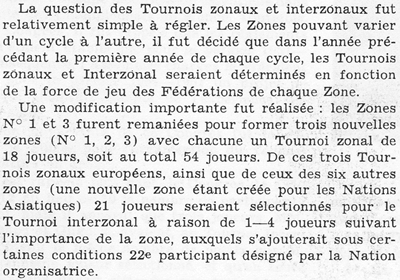 La question des Tournois zonaux et interzonaux fut
relativement simple à régler. Les Zones pouvant varier
d'un cycle à l'autre, il fut décidé que dans l'année pré-
cédant la première année de chaque cycle, les Tournois
zonaux et Interzonal seraient déterminés en fonction
de la force de jeu des Fédérations de chaque Zone.
Une modification importante fut réalisée : les Zones
N° 1 et 3 furent remaniées pour former trois nouvelles
zones (N° 1, 2, 3) avec chacune un Tournoi zonal de
18 joueurs, soit au total 54 joueurs. De ces trois Tour-
nois zonaux européens, ainsi que de ceux des six autres
zones (une nouvelle zone étant créée pour les Nations
Asiatiques) 21 joueurs seraient sélectionnés pour le
Tournoi interzonal à raison de 1—4 joueurs suivant
l'importance de la zone, auxquels s'ajouterait sous cer-
taines conditions 22e participant désigné par la Nation
organisatrice.